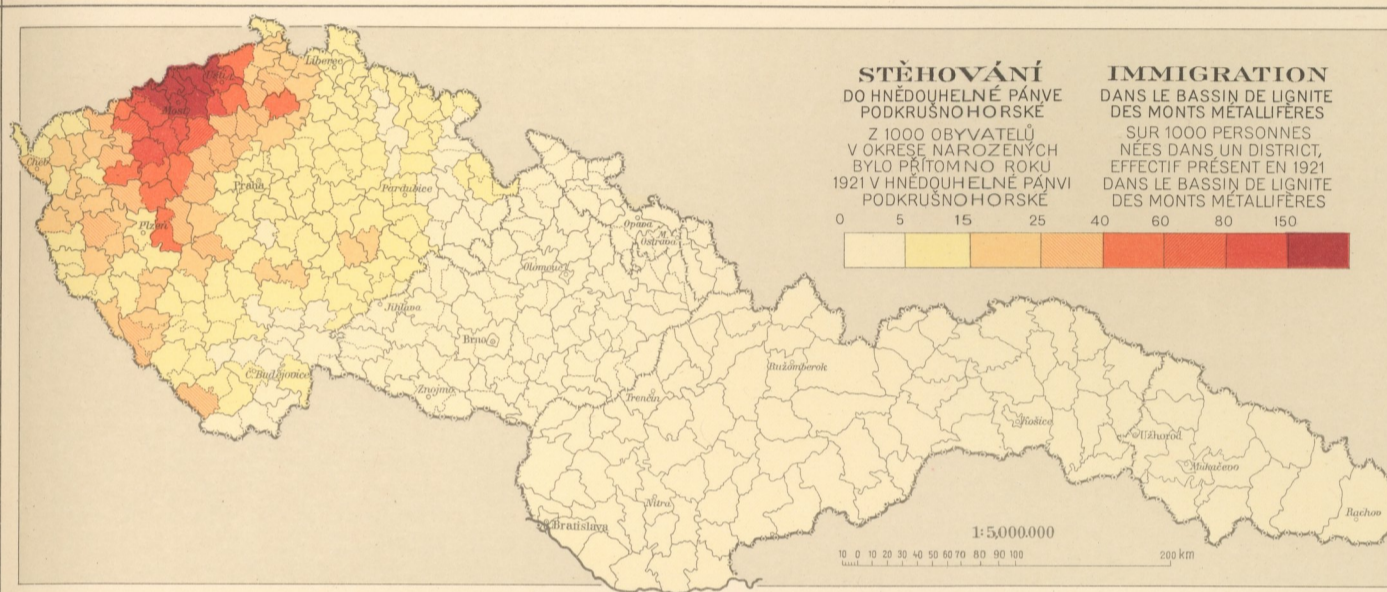 STĚHOVÁNÍ
DO HNĚDOUHELNÉ PÁNVE
PODKRUŠNOHORSKÉ
Z 1000 OBYVATELŮ
V OKRESE NAROZENÝCH
BYLO PŘÍTOMNO ROKU
1921 V HNĚDOUHELNÉ PÁNVI
PODKRUŠNOHORSKÉ
IMMIGRATION
DANS LE BASSIN DE LIGNITE
DES MONTS MÉTALLIFÈRES
SUR 1000 PERSONNES
NÉES DANS UN DISTRICT,
EFFECTIF PRÉSENT EN 1921
DANS LE BASSIN DE LIGNITE
DES MONTS MÉTALLIFÈRES
0 5 15 25 40 60 80 150
Liberec
Most
Cheb
Praha
Pardubice
Plzeň
Opava
M. Ostrava
Olomouc
Jihlava
Brno
Č. Budějovice
Znojmo
Ružomberok
Trenčín
Košice
Užhorod
Mukačevo
Nitra
Rachov
Bratislava
1:5,000.000
10 0 10 20 30 40 50 60 70 80 90 100 200 km